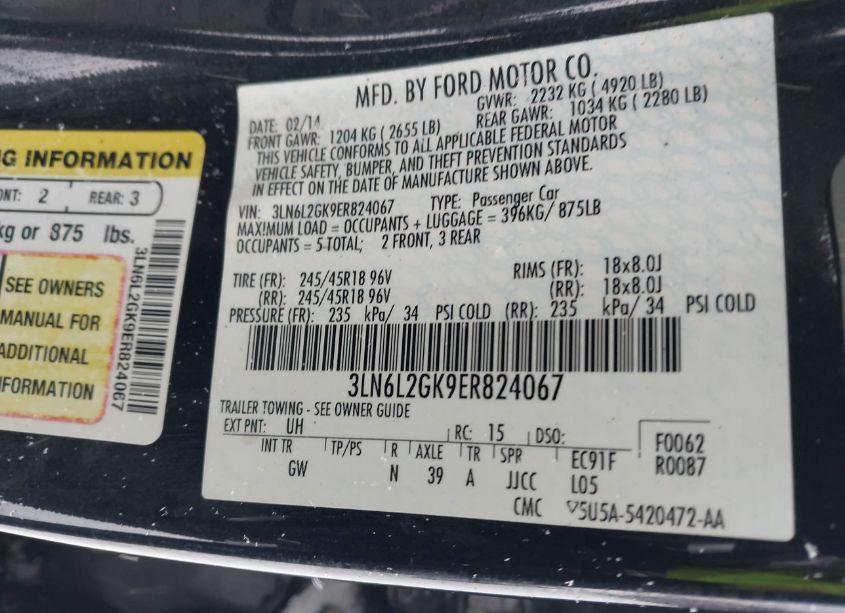 NG INFORMATION
ONT: 2 REAR: 3
kg or 875 lbs.
SEE OWNERS
MANUAL FOR
ADDITIONAL
INFORMATION
3LN6L2GK9ER824067
MFD. BY FORD MOTOR CO.
DATE: 02/14 GVWR: 2232 KG ( 4920 LB)
FRONT GAWR: 1204 KG ( 2655 LB) REAR GAWR: 1034 KG ( 2280 LB)
THIS VEHICLE CONFORMS TO ALL APPLICABLE FEDERAL MOTOR
VEHICLE SAFETY, BUMPER, AND THEFT PREVENTION STANDARDS
IN EFFECT ON THE DATE OF MANUFACTURE SHOWN ABOVE.
VIN: 3LN6L2GK9ER824067 TYPE: Passenger Car
MAXIMUM LOAD = OCCUPANTS + LUGGAGE = 396KG/ 875LB
OCCUPANTS = 5 TOTAL; 2 FRONT, 3 REAR
TIRE (FR): 245/45R18 96V RIMS (FR): 18x8.0J
(RR): 245/45R18 96V (RR): 18x8.0J
PRESSURE (FR): 235 kPa/ 34 PSI COLD (RR): 235 kPa/ 34 PSI COLD
3LN6L2GK9ER824067
TRAILER TOWING - SEE OWNER GUIDE
EXT PNT: UH RC: 15 DSO: F0062
INT TR TP/PS R AXLE TR SPR EC91F R0087
GW N 39 A JJCC L05
CMC ▽5U5A-5420472-AA